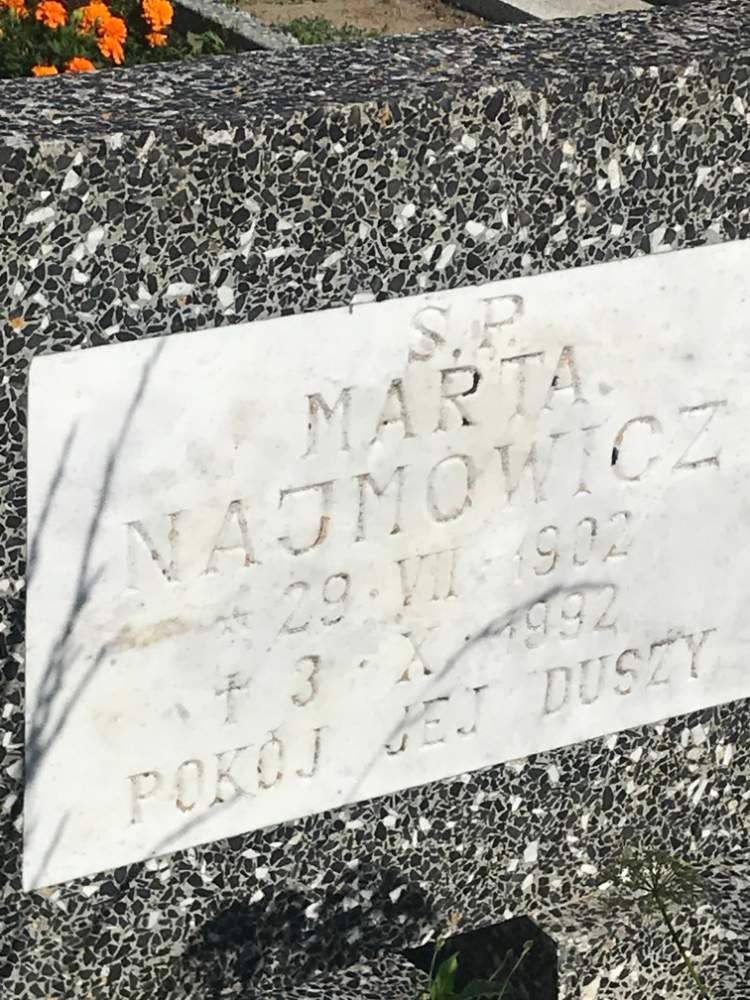 Ś.P.
MARTA
NAJMOWICZ
* 29 · VII · 1902
† 3 · X · 1992
POKÓJ JEJ DUSZY